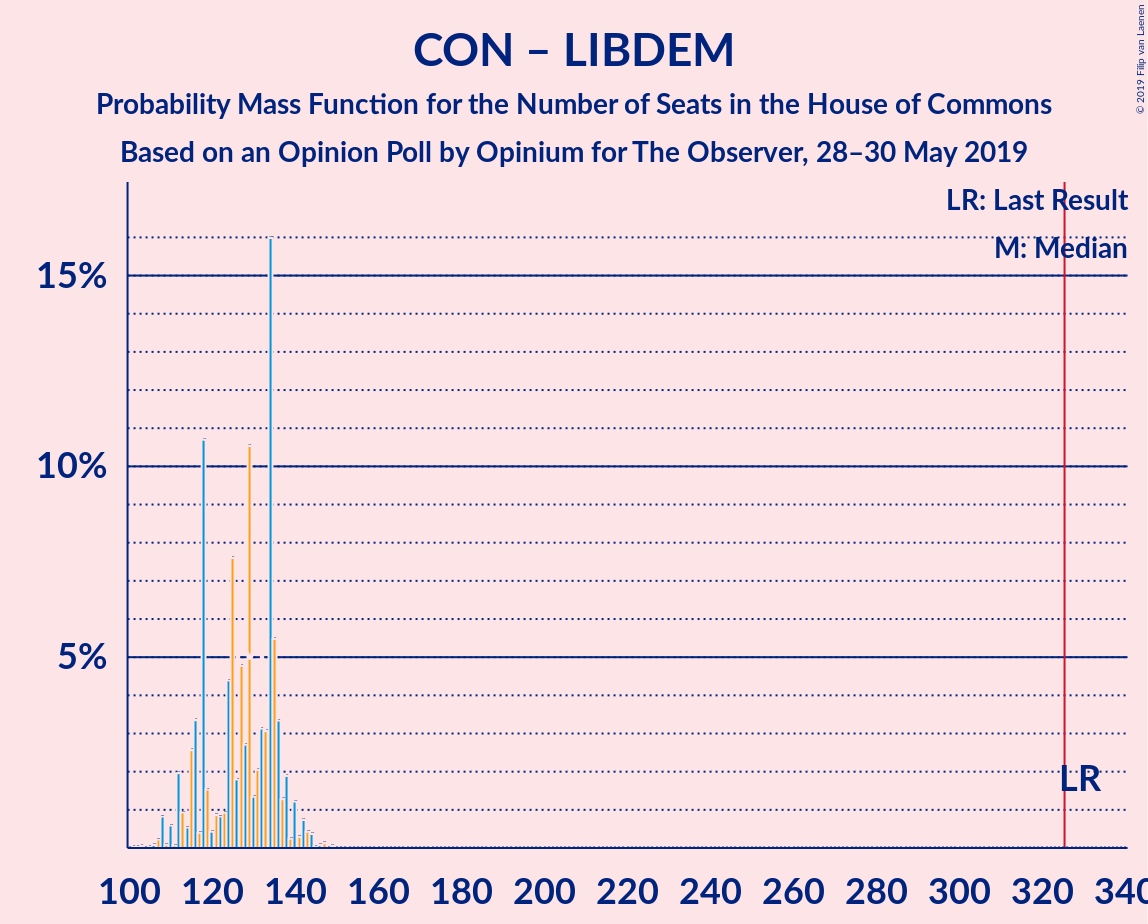 CON – LIBDEM
Probability Mass Function for the Number of Seats in the House of Commons
Based on an Opinion Poll by Opinium for The Observer, 28–30 May 2019
© 2019 Filip van Laenen
LR: Last Result
M: Median
15%
10%
5%
LR
100 120 140 160 180 200 220 240 260 280 300 320 340